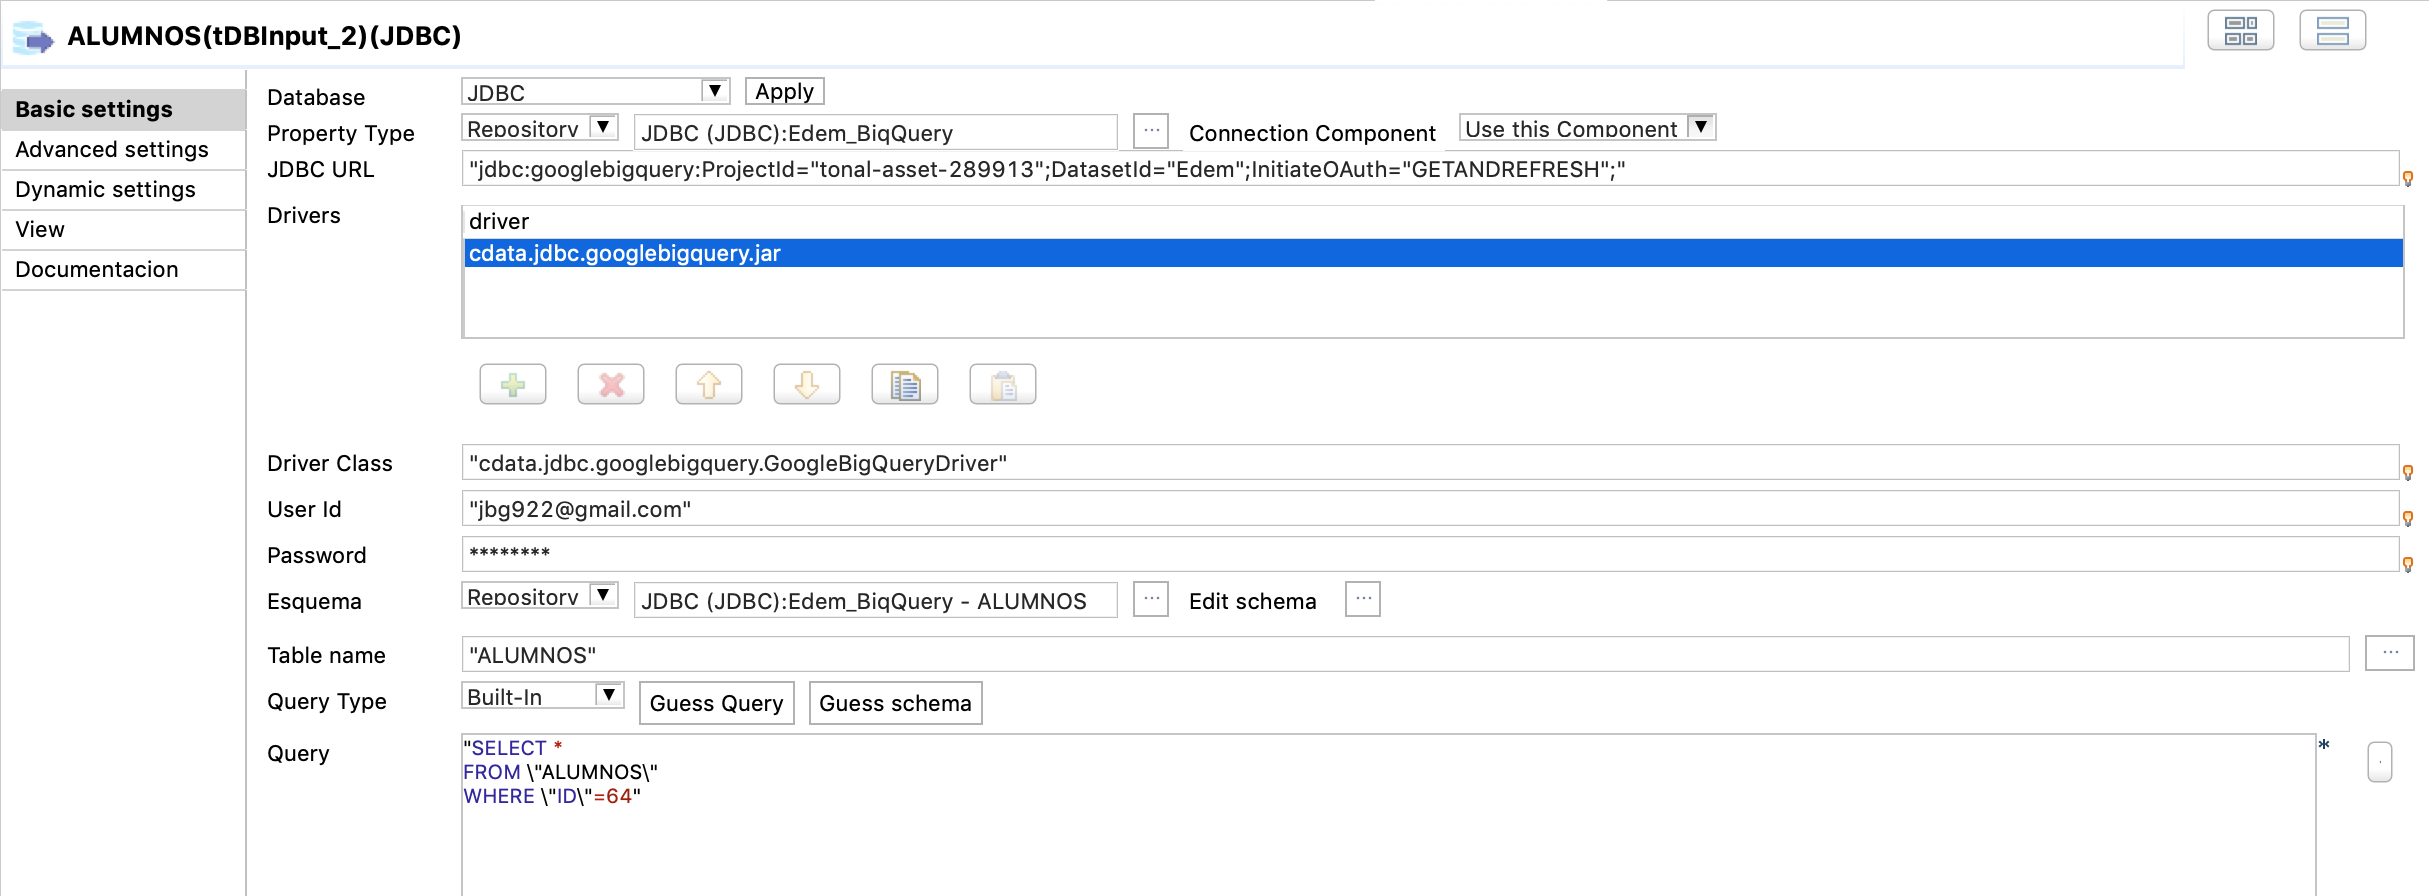 ALUMNOS(tDBInput_2)(JDBC)
Basic settings
Advanced settings
Dynamic settings
View
Documentacion
Database JDBC Apply
Property Type Repository JDBC (JDBC):Edem_BiqQuery ... Connection Component Use this Component
JDBC URL "jdbc:googlebigquery:ProjectId="tonal-asset-289913";DatasetId="Edem";InitiateOAuth="GETANDREFRESH";"
Drivers driver
cdata.jdbc.googlebigquery.jar
Driver Class "cdata.jdbc.googlebigquery.GoogleBigQueryDriver"
User Id "jbg922@gmail.com"
Password ********
Esquema Repository JDBC (JDBC):Edem_BiqQuery - ALUMNOS ... Edit schema ...
Table name "ALUMNOS" ...
Query Type Built-In Guess Query Guess schema
Query "SELECT * *
FROM \"ALUMNOS\"
WHERE \"ID\"=64"